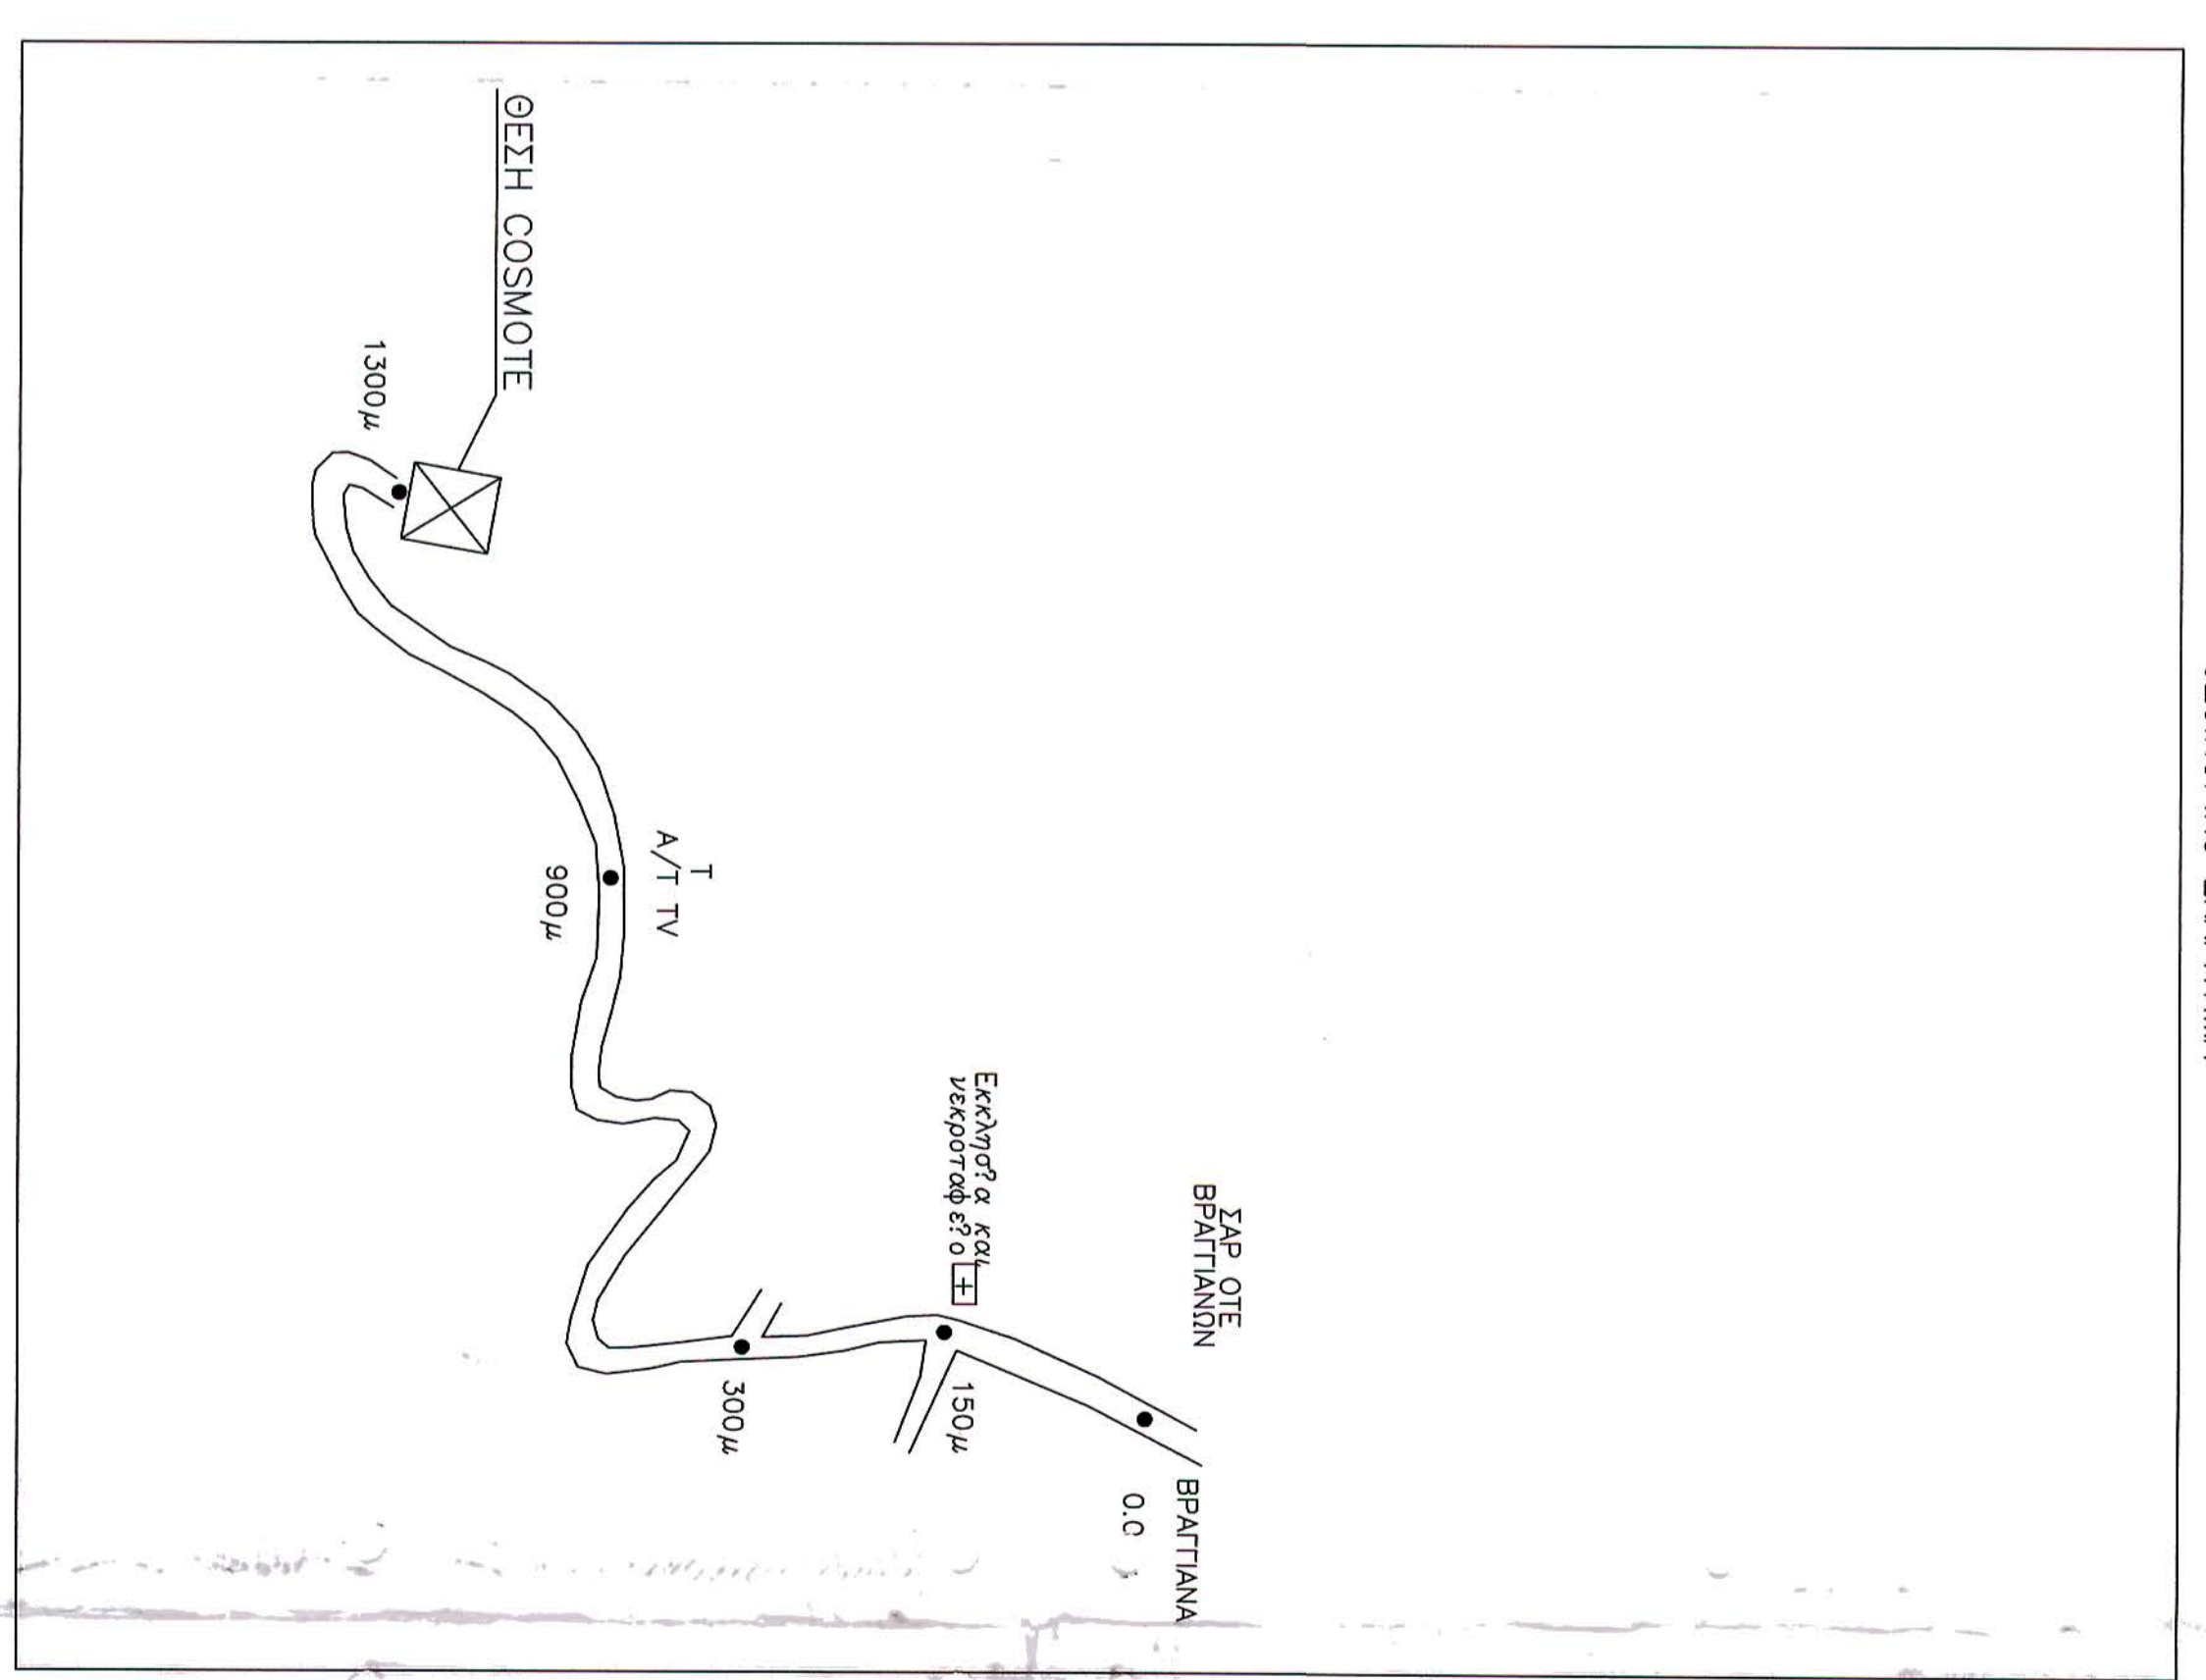 ΣΑΡ ΟΤΕ
ΒΡΑΓΓΙΑΝΩΝ
ΒΡΑΓΓΙΑΝΑ
0.0
Εκκλησ?α και
νεκροταφε?ο
150μ
300μ
Τ
Α/Τ TV
900μ
ΘΕΣΗ COSMOTE
1300μ